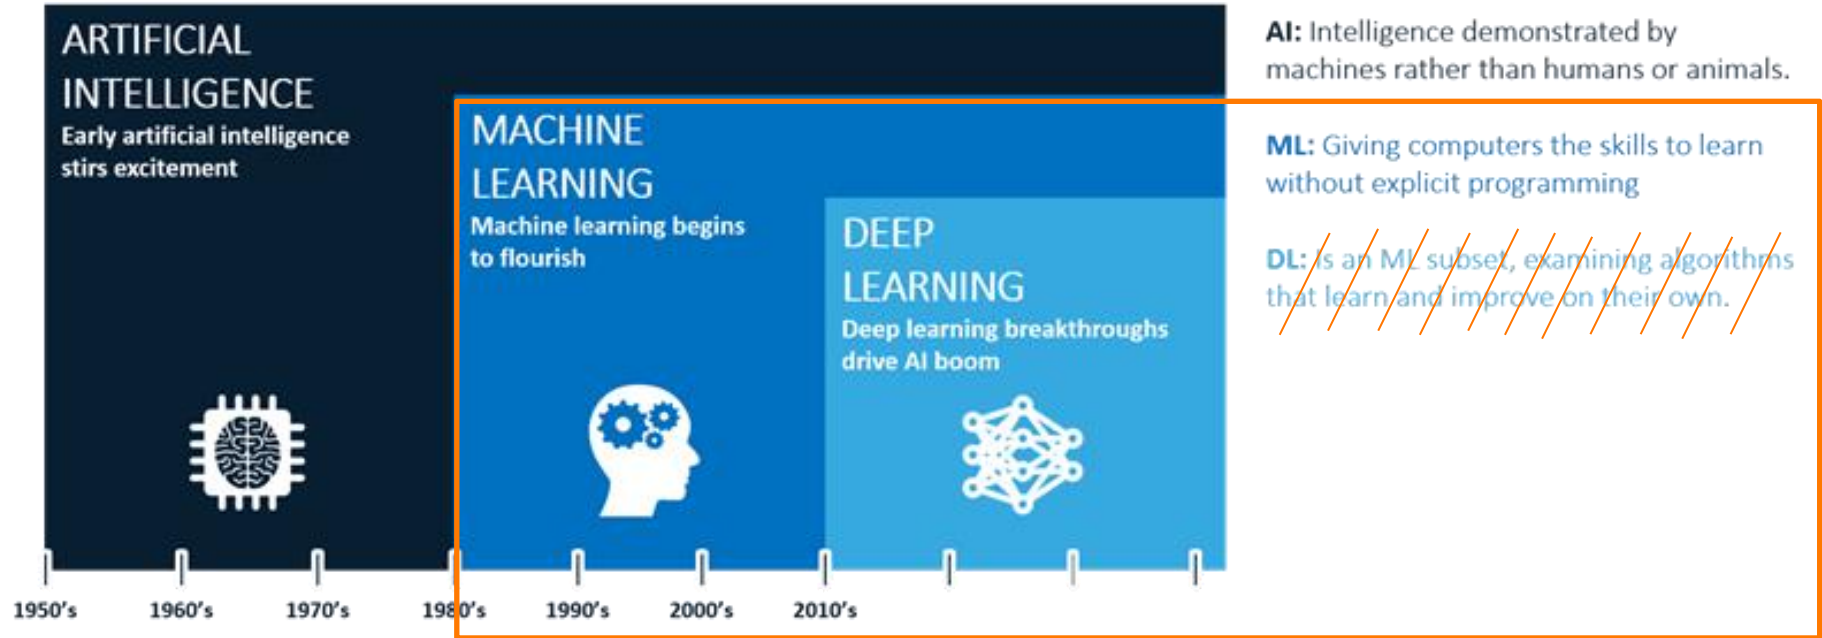 ARTIFICIAL
INTELLIGENCE
Early artificial intelligence
stirs excitement
MACHINE
LEARNING
Machine learning begins
to flourish
DEEP
LEARNING
Deep learning breakthroughs
drive AI boom
AI: Intelligence demonstrated by
machines rather than humans or animals.
ML: Giving computers the skills to learn
without explicit programming
DL: Is an ML subset, examining algorithms
that learn and improve on their own.
1950's 1960's 1970's 1980's 1990's 2000's 2010's